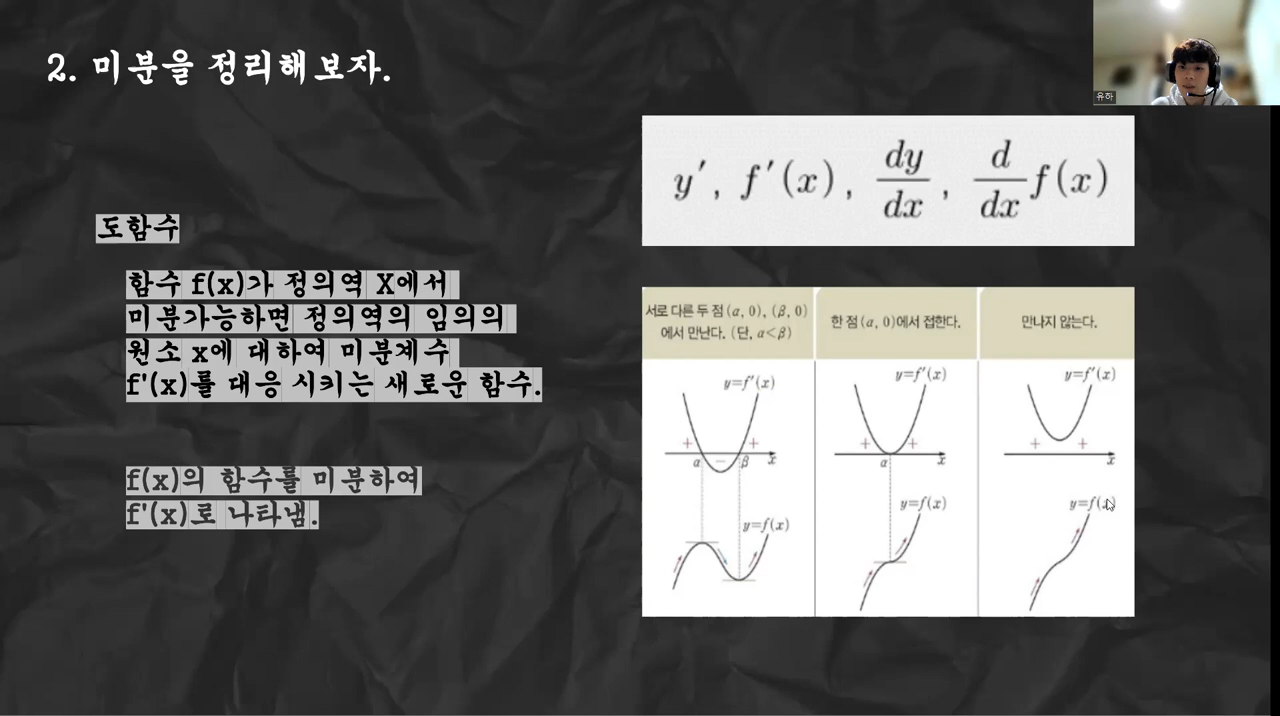 2. 미분을 정리해보자.
유하
도함수
함수 f(x)가 정의역 X에서
미분가능하면 정의역의 임의의
원소 x에 대하여 미분계수
f'(x)를 대응 시키는 새로운 함수.
f(x)의 함수를 미분하여
f'(x)로 나타냄.
y′, f′(x), dy/dx, d/dx f(x)
서로 다른 두 점(α, 0), (β, 0)
에서 만난다. (단, α<β)
한 점(α, 0)에서 접한다.
만나지 않는다.
y=f′(x)
+ − +
α β x
y=f(x)
y=f′(x)
+ +
α x
y=f(x)
y=f′(x)
+ +
x
y=f(x)